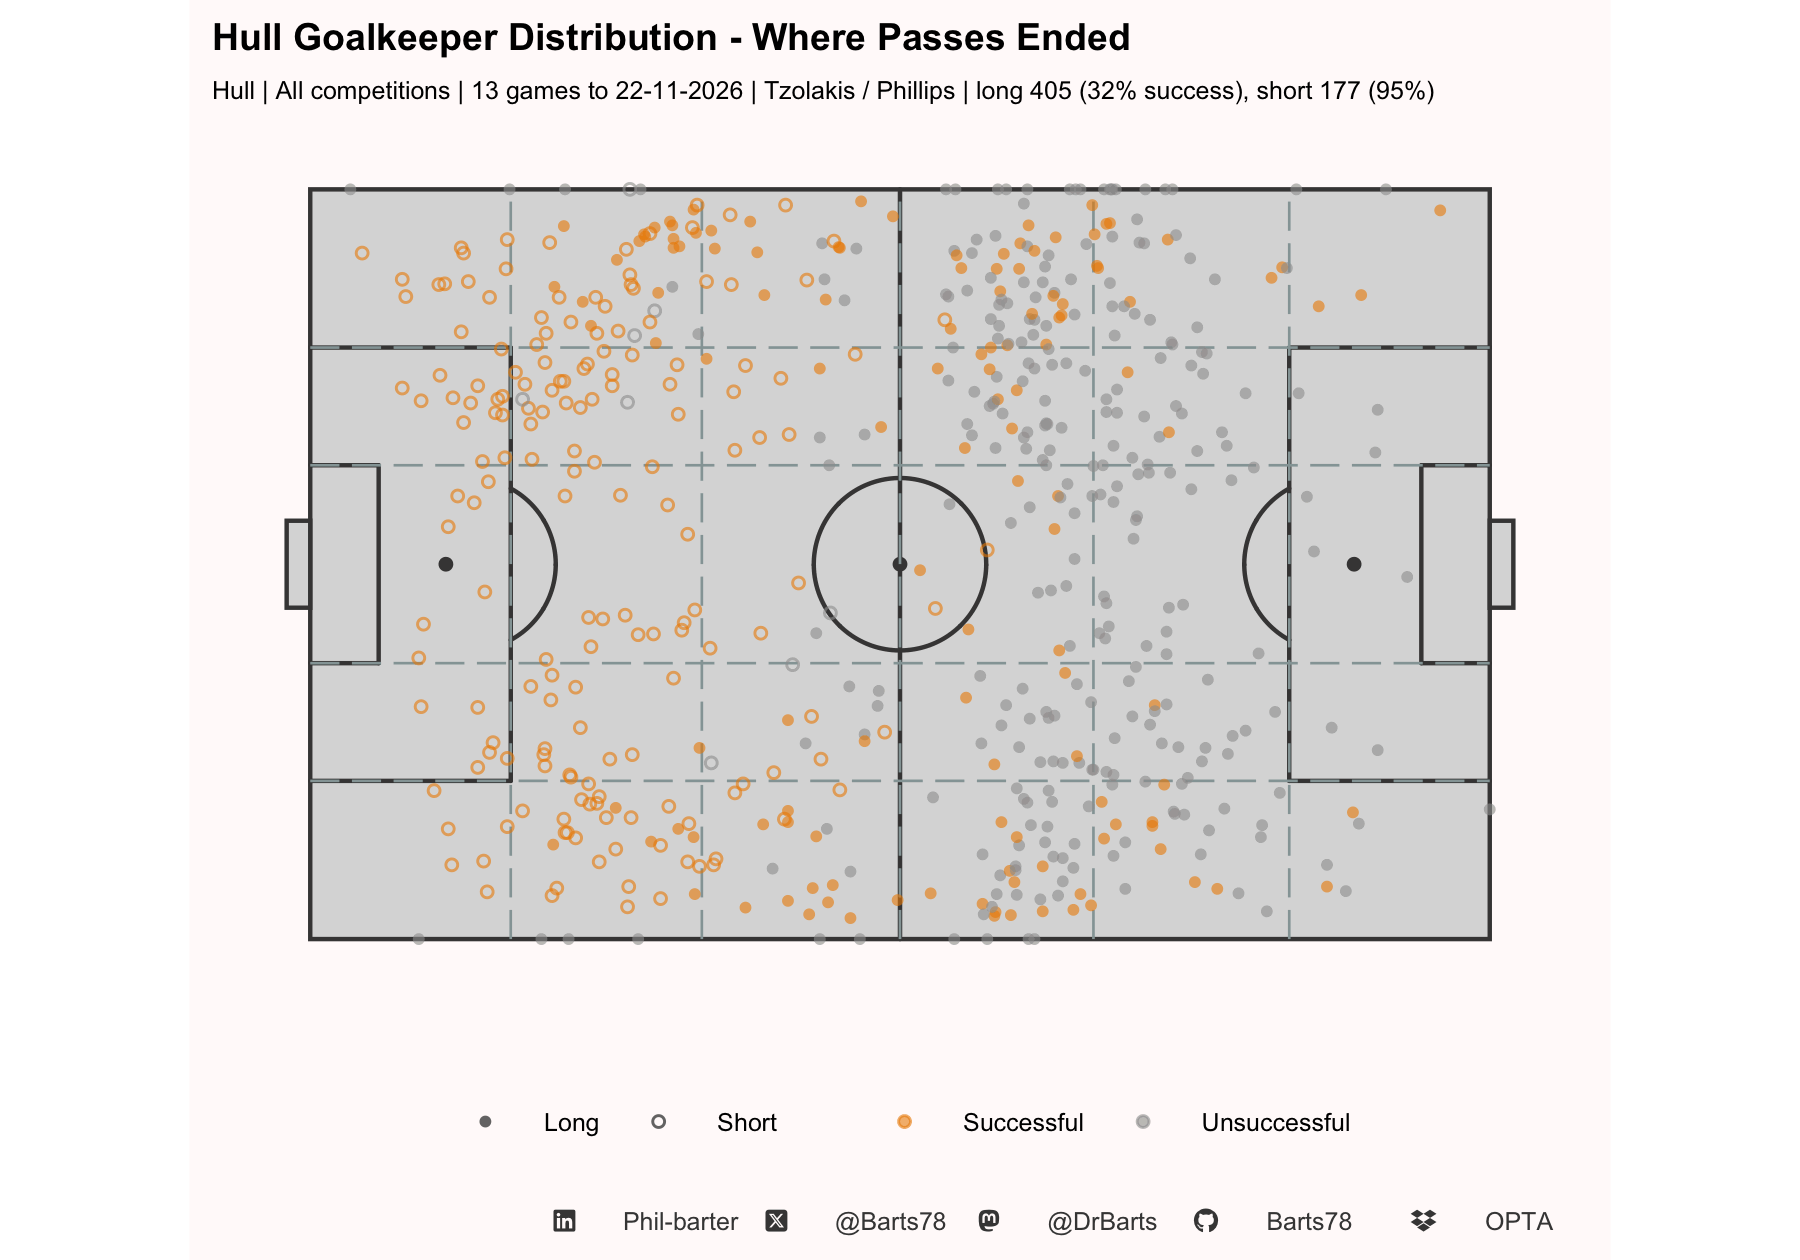 Hull Goalkeeper Distribution - Where Passes Ended
Hull | All competitions | 13 games to 22-11-2026 | Tzolakis / Phillips | long 405 (32% success), short 177 (95%)
Long Short Successful Unsuccessful
Phil-barter @Barts78 @DrBarts Barts78 OPTA